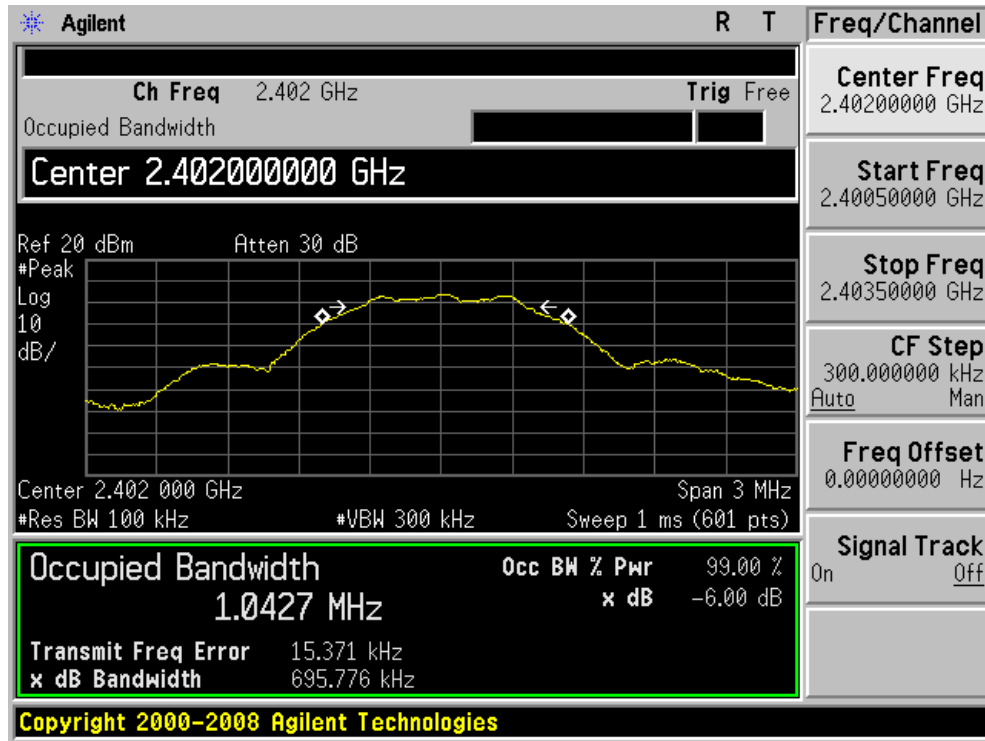 Agilent R T
Ch Freq 2.402 GHz Trig Free
Occupied Bandwidth
Center 2.402000000 GHz
Ref 20 dBm Atten 30 dB
#Peak
Log
10
dB/
Center 2.402 000 GHz Span 3 MHz
#Res BW 100 kHz #VBW 300 kHz Sweep 1 ms (601 pts)
Occupied Bandwidth Occ BW % Pwr 99.00 %
1.0427 MHz x dB -6.00 dB
Transmit Freq Error 15.371 kHz
x dB Bandwidth 695.776 kHz
Copyright 2000-2008 Agilent Technologies
Freq/Channel
Center Freq
2.40200000 GHz
Start Freq
2.40050000 GHz
Stop Freq
2.40350000 GHz
CF Step
300.000000 kHz
Auto Man
Freq Offset
0.00000000 Hz
Signal Track
On Off